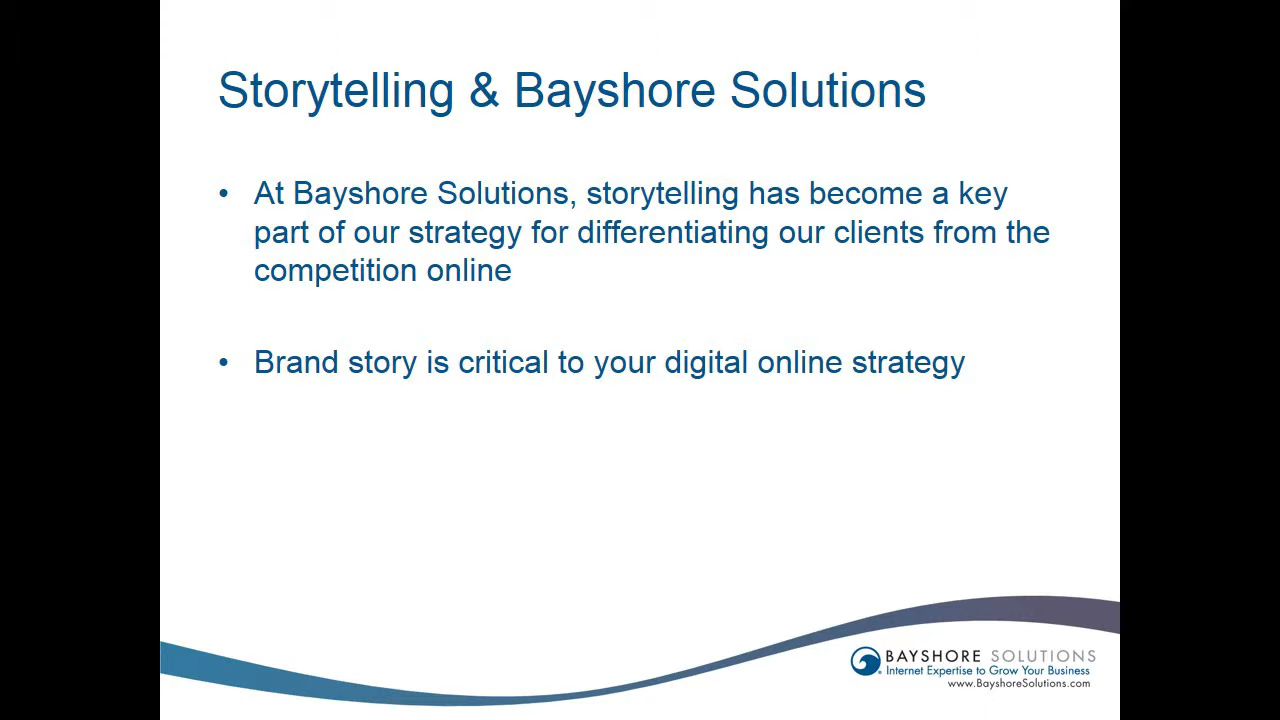 Storytelling & Bayshore Solutions
• At Bayshore Solutions, storytelling has become a key
part of our strategy for differentiating our clients from the
competition online
• Brand story is critical to your digital online strategy
BAYSHORE SOLUTIONS
Internet Expertise to Grow Your Business
www.BayshoreSolutions.com